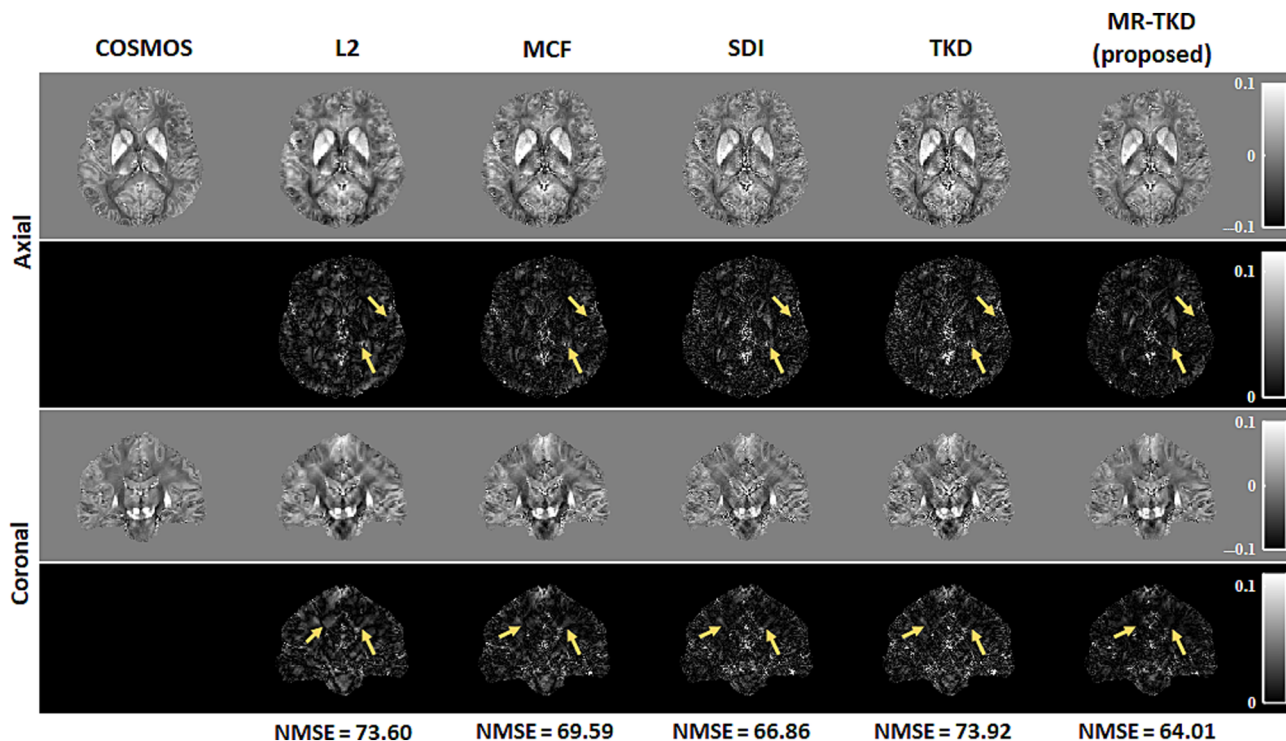 COSMOS
L2
MCF
SDI
TKD
MR-TKD
(proposed)
Axial
0.1
0
—0.1
0.1
0
Coronal
0.1
0
—0.1
0.1
0
NMSE = 73.60
NMSE = 69.59
NMSE = 66.86
NMSE = 73.92
NMSE = 64.01